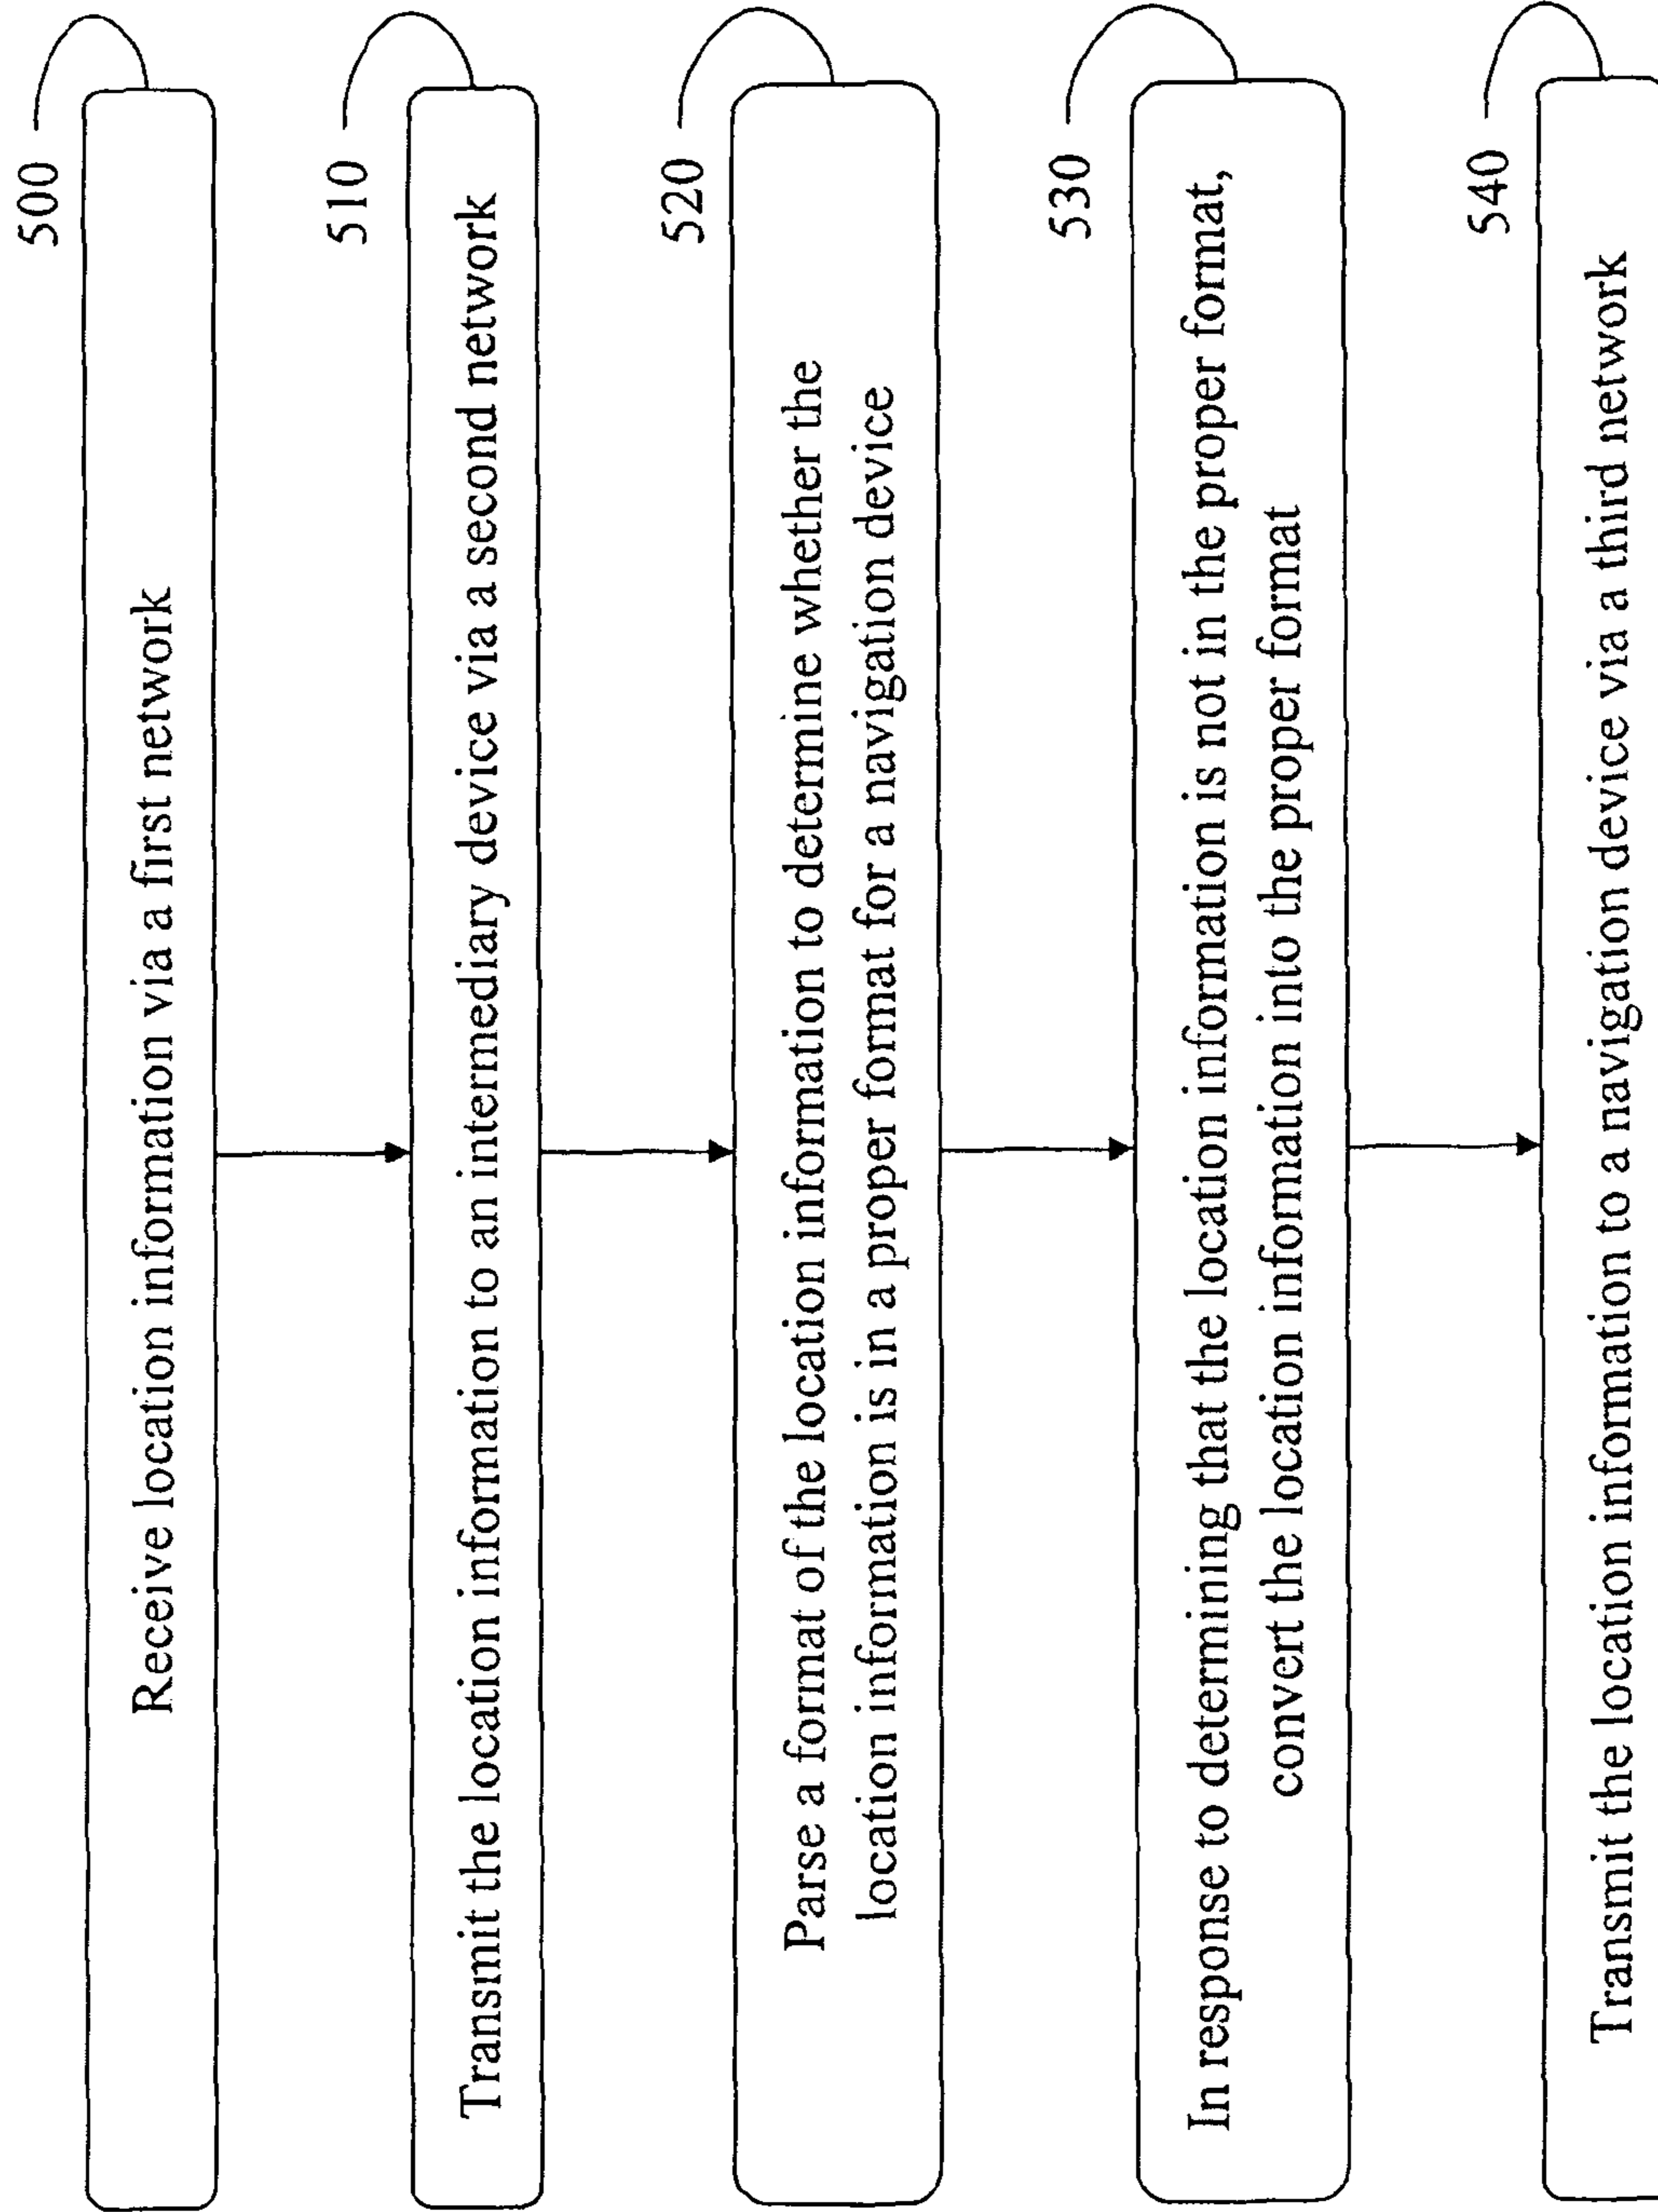 500
Receive location information via a first network
510
Transmit the location information to an intermediary device via a second network
520
Parse a format of the location information to determine whether the
location information is in a proper format for a navigation device
530
In response to determining that the location information is not in the proper format,
convert the location information into the proper format
540
Transmit the location information to a navigation device via a third network